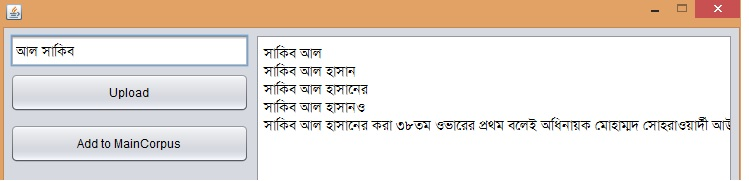 আল সাকিব
Upload
Add to MainCorpus
সাকিব আল
সাকিব আল হাসান
সাকিব আল হাসানের
সাকিব আল হাসানও
সাকিব আল হাসানের করা ৩৮তম ওভারের প্রথম বলেই অধিনায়ক মোহাম্মদ সোহরাওয়ার্দী